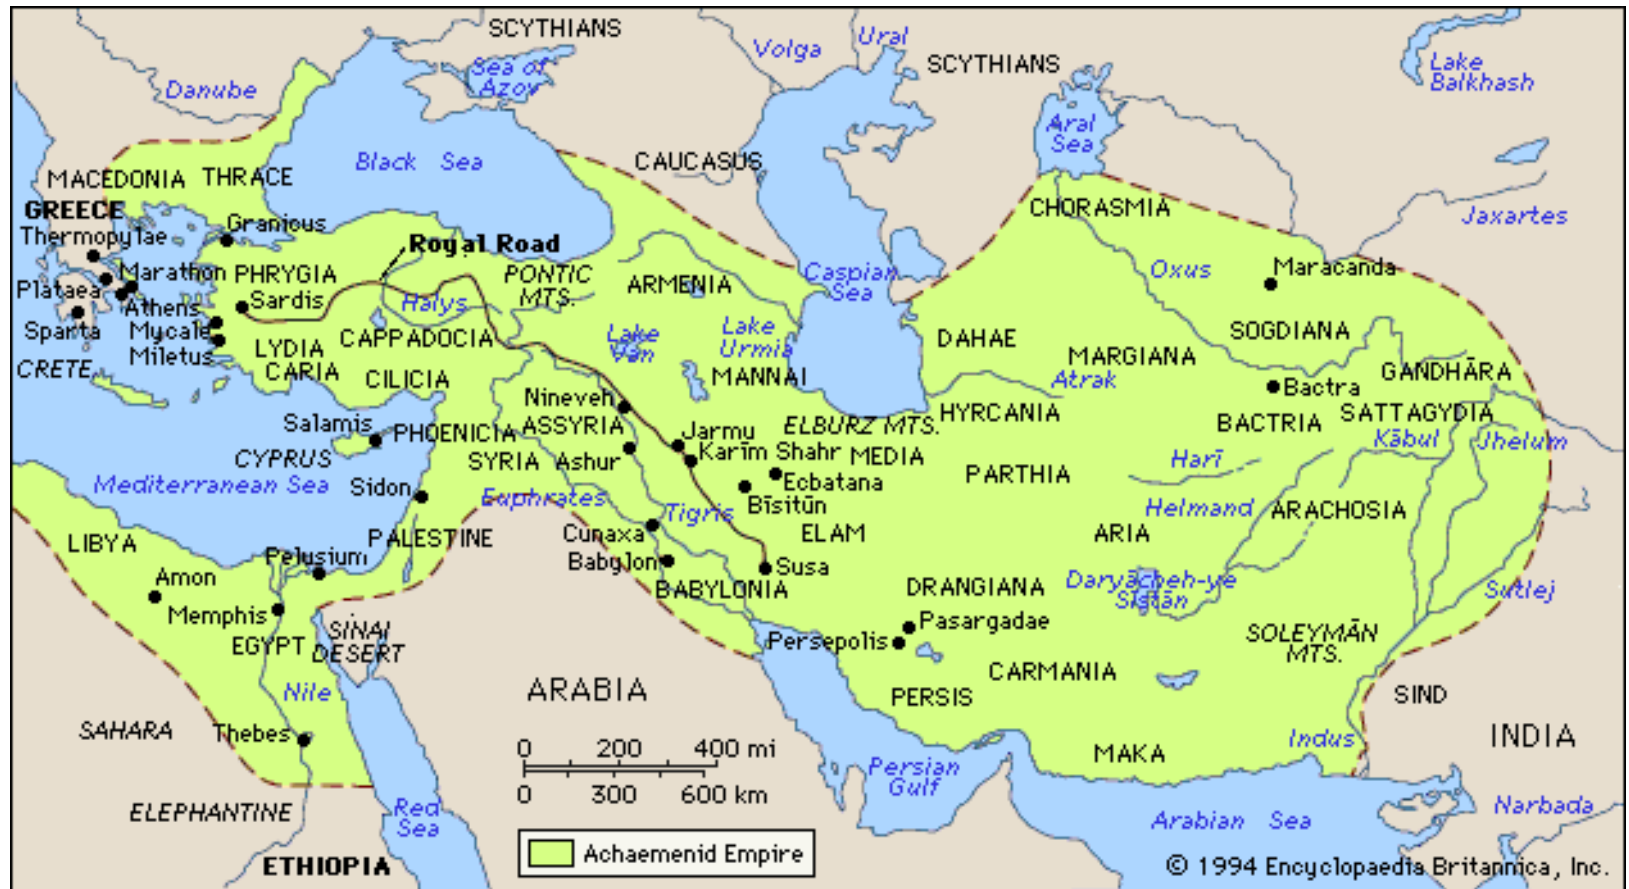 SCYTHIANS
Volga
Ural
SCYTHIANS
Lake
Balkhash
Danube
Sea of
Azov
Aral
Sea
Black Sea
CAUCASUS
MACEDONIA
THRACE
GREECE
Thermopylae
Granicus
CHORASMIA
Jaxartes
Royal Road
Marathon
PHRYGIA
PONTIC
MTS.
ARMENIA
Caspian
Sea
Oxus
Maracanda
Plataea
Athens
Sardis
Halys
Sparta
Mycale
Miletus
LYDIA
CARIA
CAPPADOCIA
Lake
Van
Lake
Urmia
MANNAI
DAHAE
MARGIANA
SOGDIANA
Atrak
CRETE
CILICIA
Bactra
GANDHĀRA
Nineveh
HYRCANIA
BACTRIA
SATTAGYDIA
Salamis
PHOENICIA
ASSYRIA
ELBURZ MTS.
Jarmu
Karīm Shahr
MEDIA
Kābul
Jhelum
CYPRUS
SYRIA
Ashur
Harī
PARTHIA
Mediterranean Sea
Sidon
Euphrates
Ecbatana
Bīsitūn
Tigris
Helmand
ARACHOSIA
LIBYA
PALESTINE
Cunaxa
ELAM
ARIA
Pelusium
Babylon
Susa
Amon
BABYLONIA
DRANGIANA
Daryācheh-ye
Sīstān
Sutlej
Memphis
Pasargadae
EGYPT
SINAI
DESERT
Persepolis
SOLEYMĀN
MTS.
CARMANIA
Nile
ARABIA
PERSIS
SIND
SAHARA
Thebes
INDIA
0 200 400 mi
0 300 600 km
MAKA
Indus
Persian
Gulf
ELEPHANTINE
Red
Sea
Arabian Sea
Narbada
Achaemenid Empire
ETHIOPIA
© 1994 Encyclopaedia Britannica, Inc.